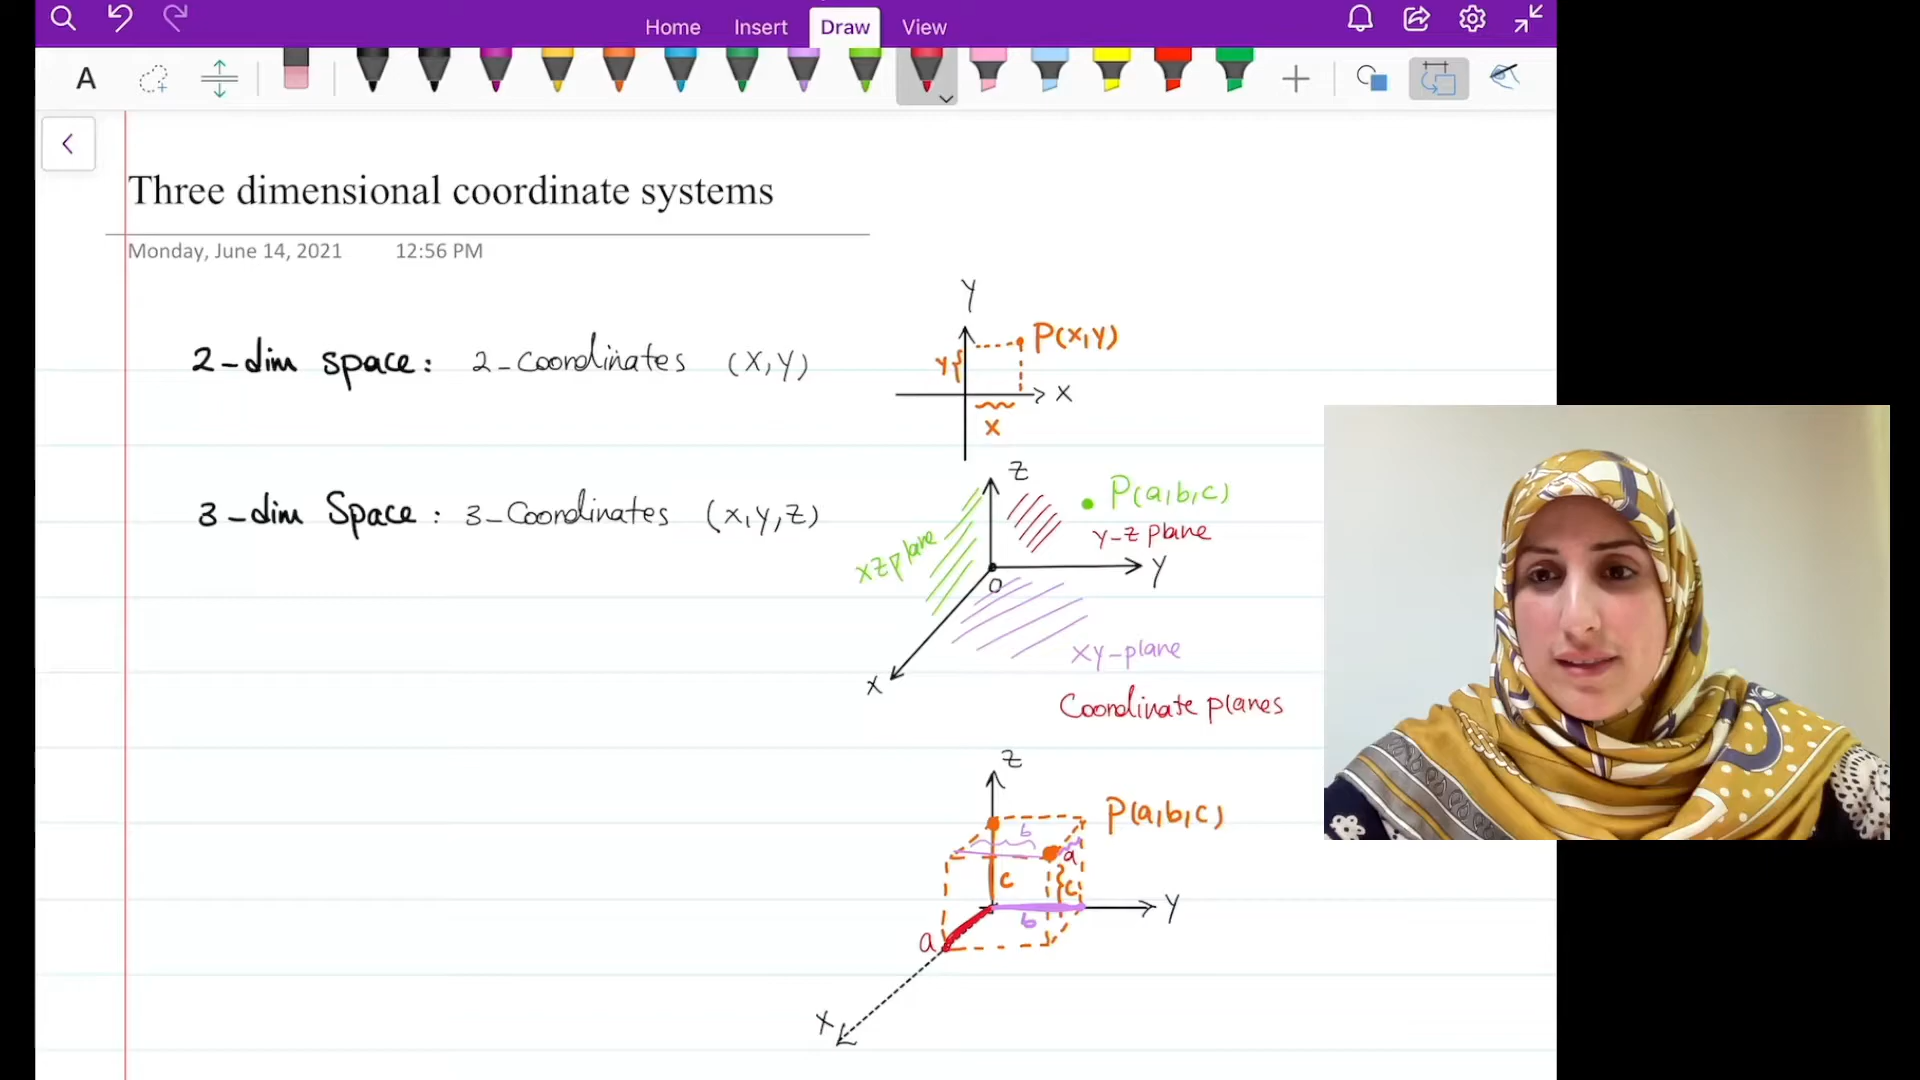 Home Insert Draw View
A
Three dimensional coordinate systems
Monday, June 14, 2021 12:56 PM
2-dim space: 2-Coordinates (X,Y)
Y
P(X,Y)
Y
X
X
3-dim Space: 3-Coordinates (X,Y,Z)
Z
P(a,b,c)
Y-Z plane
XZ plane
Y
O
XY-plane
X
Coordinate planes
Z
P(a,b,c)
b
a
c
c
Y
b
a
X